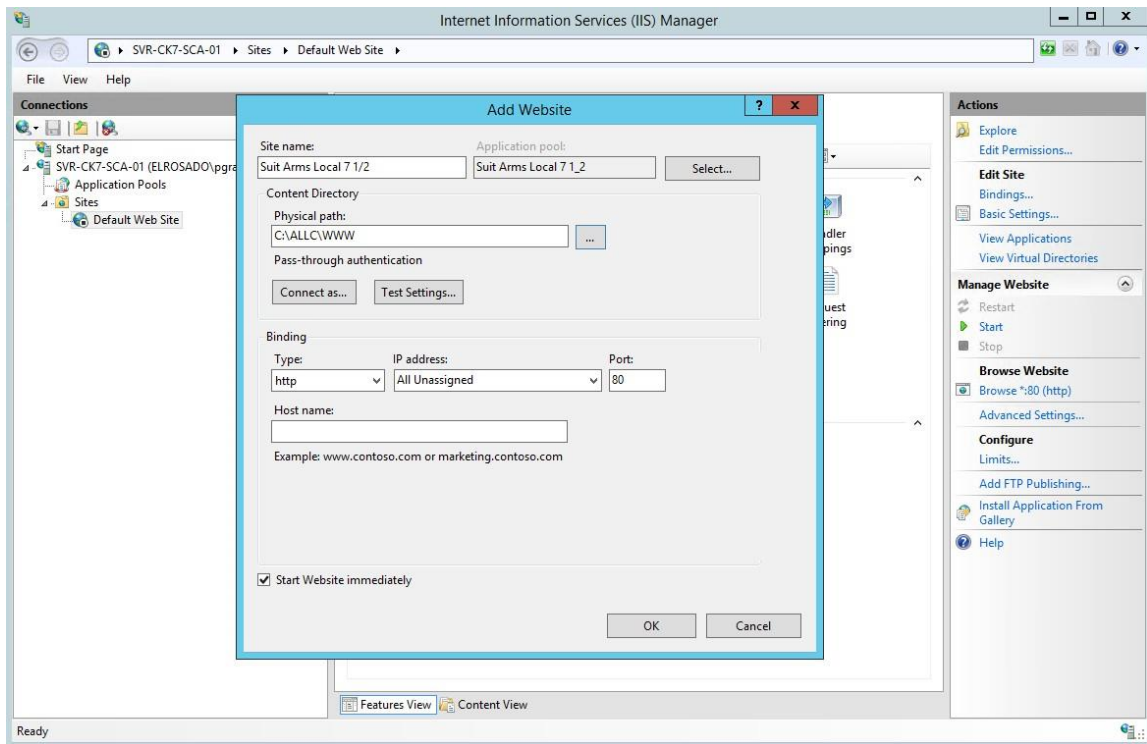 Internet Information Services (IIS) Manager
SVR-CK7-SCA-01 Sites Default Web Site
File View Help
Connections
Start Page
SVR-CK7-SCA-01 (ELROSADO\pgra
Application Pools
Sites
Default Web Site
Add Website
Site name:
Application pool:
Suit Arms Local 7 1/2
Suit Arms Local 7 1_2
Select...
Content Directory
Physical path:
C:\ALLC\WWW
...
Pass-through authentication
Connect as...
Test Settings...
Binding
Type:
IP address:
Port:
http
All Unassigned
80
Host name:
Example: www.contoso.com or marketing.contoso.com
Start Website immediately
OK
Cancel
dler
pings
uest
ering
Features View
Content View
Actions
Explore
Edit Permissions...
Edit Site
Bindings...
Basic Settings...
View Applications
View Virtual Directories
Manage Website
Restart
Start
Stop
Browse Website
Browse *:80 (http)
Advanced Settings...
Configure
Limits...
Add FTP Publishing...
Install Application From
Gallery
Help
Ready